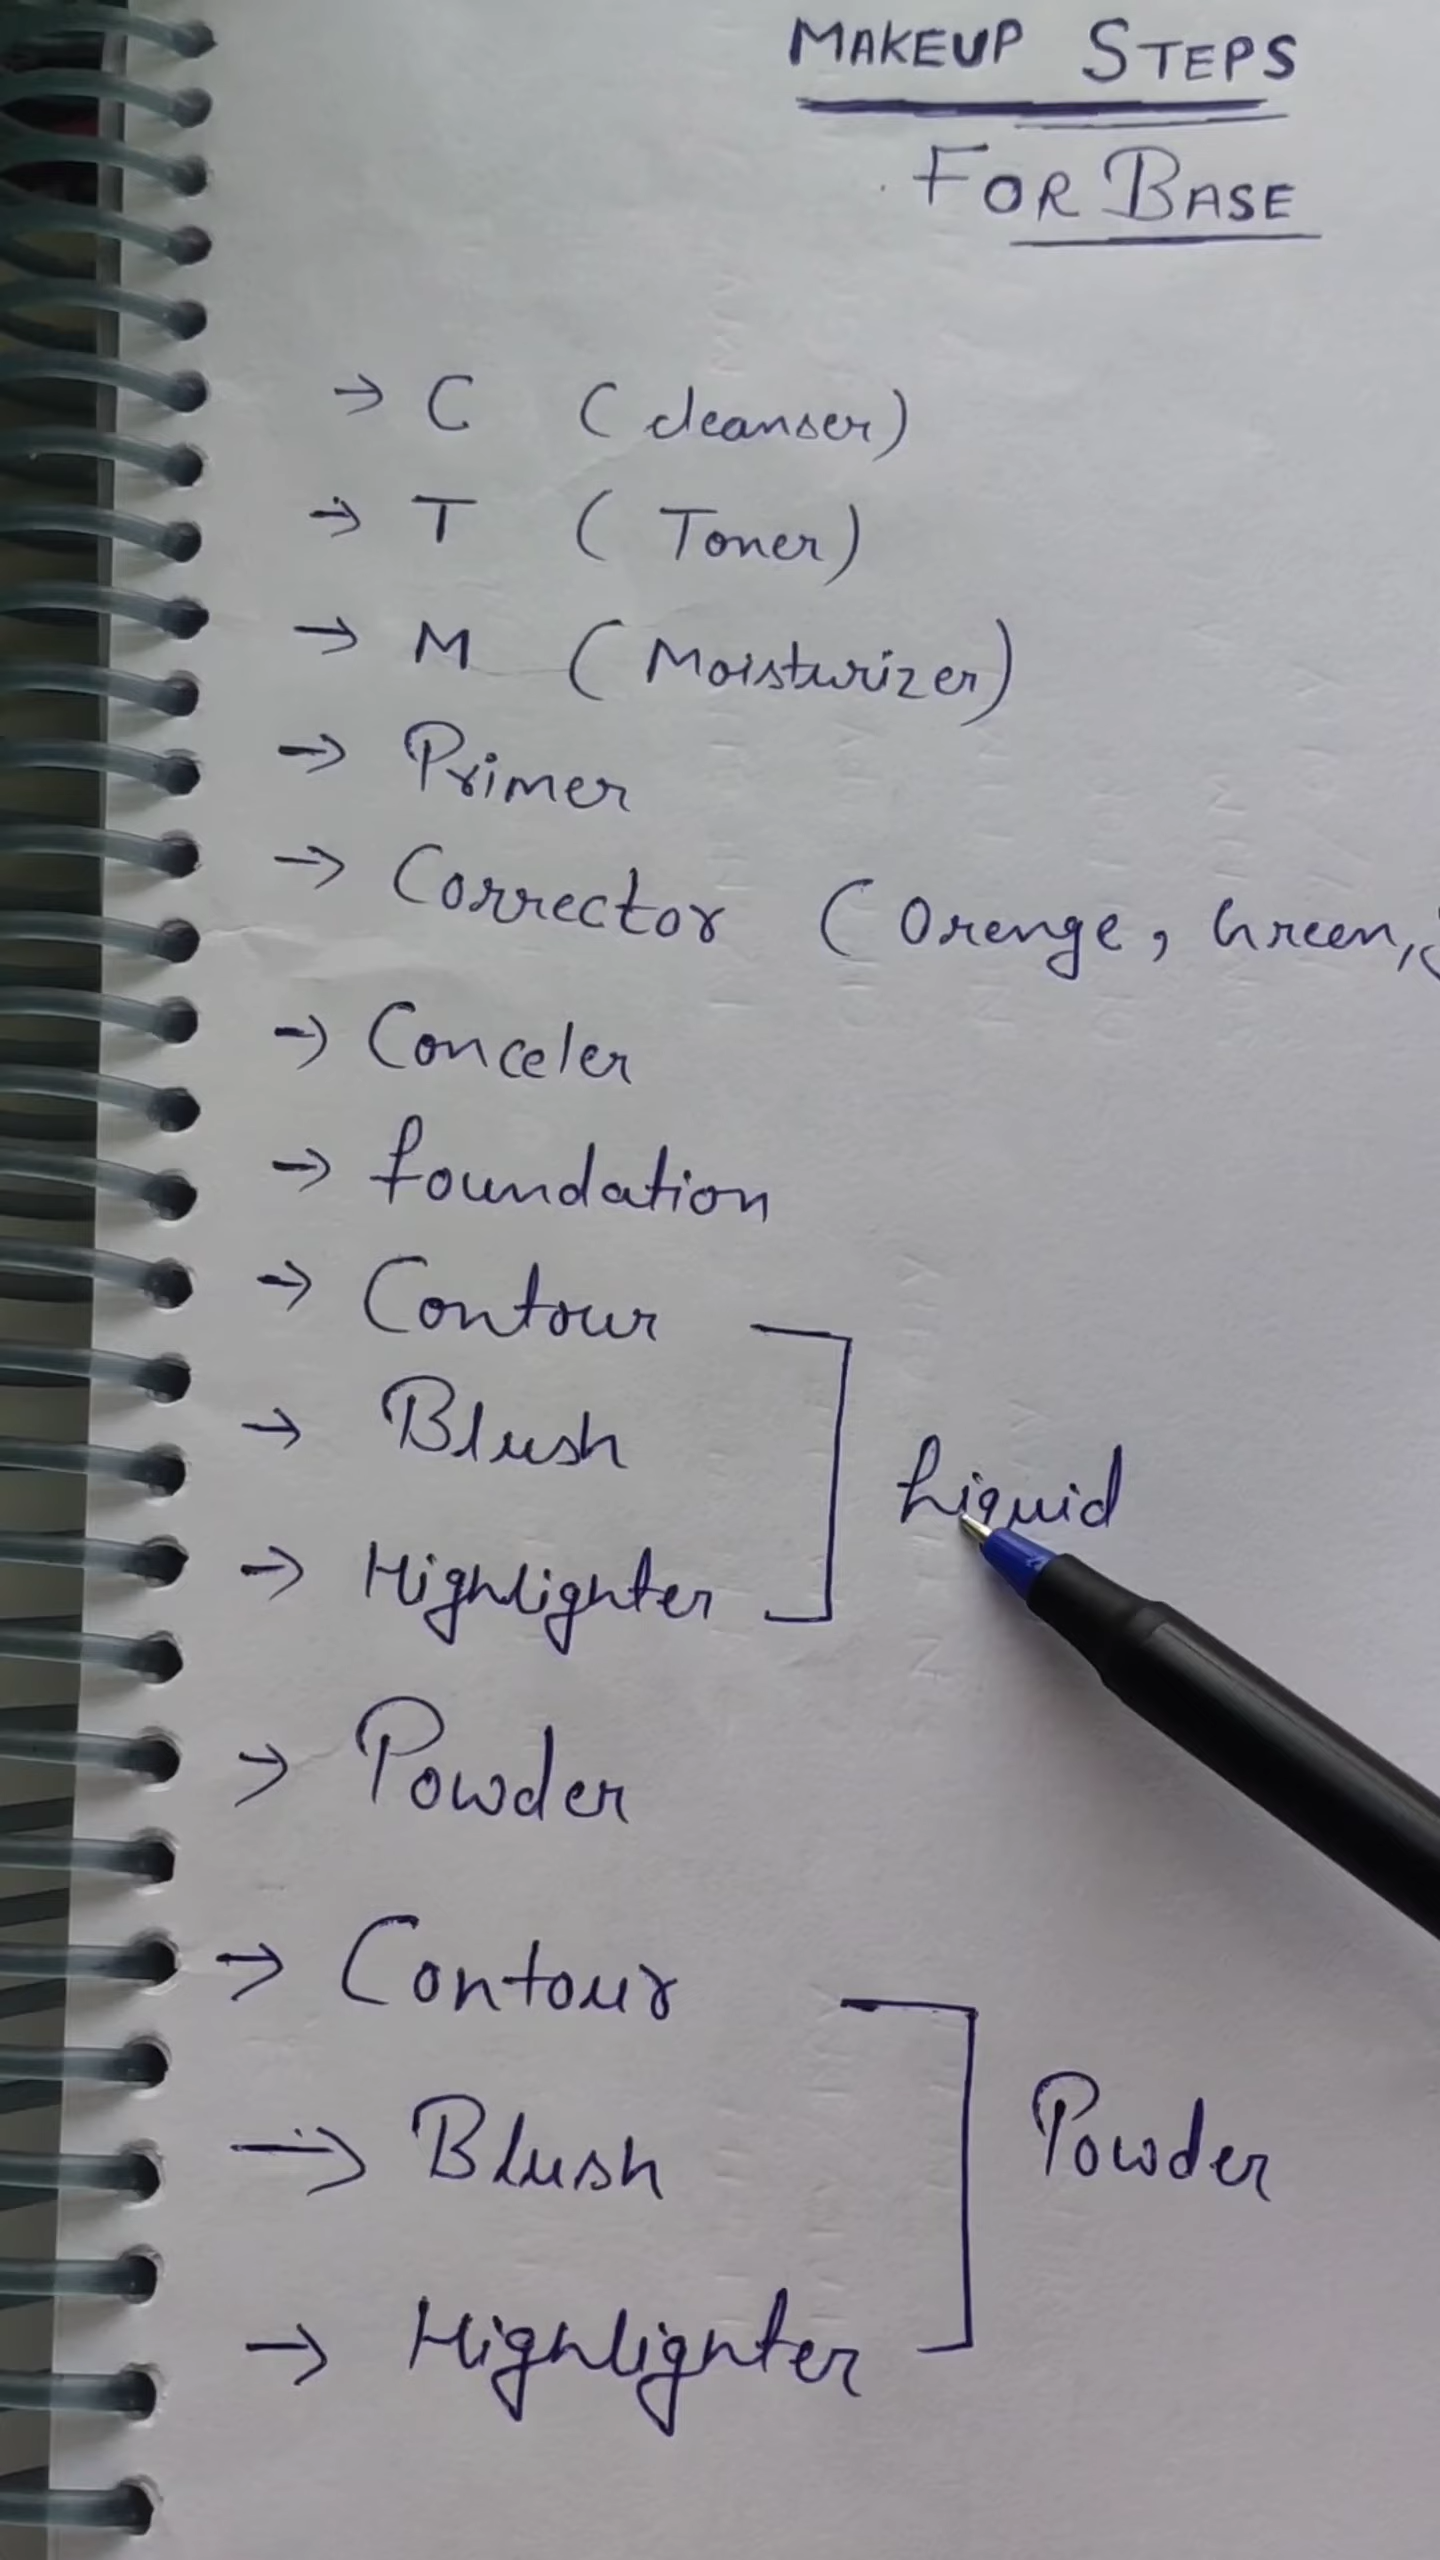 MAKEUP STEPS
FOR BASE
→ C (cleanser)
→ T (Toner)
→ M (Moisturizer)
→ Primer
→ Corrector (Orenge, Green,
→ Conceler
→ foundation
→ Contour
→ Blush
Liquid
→ Highlighter
→ Powder
→ Contour
→ Blush
Powder
→ Highlighter